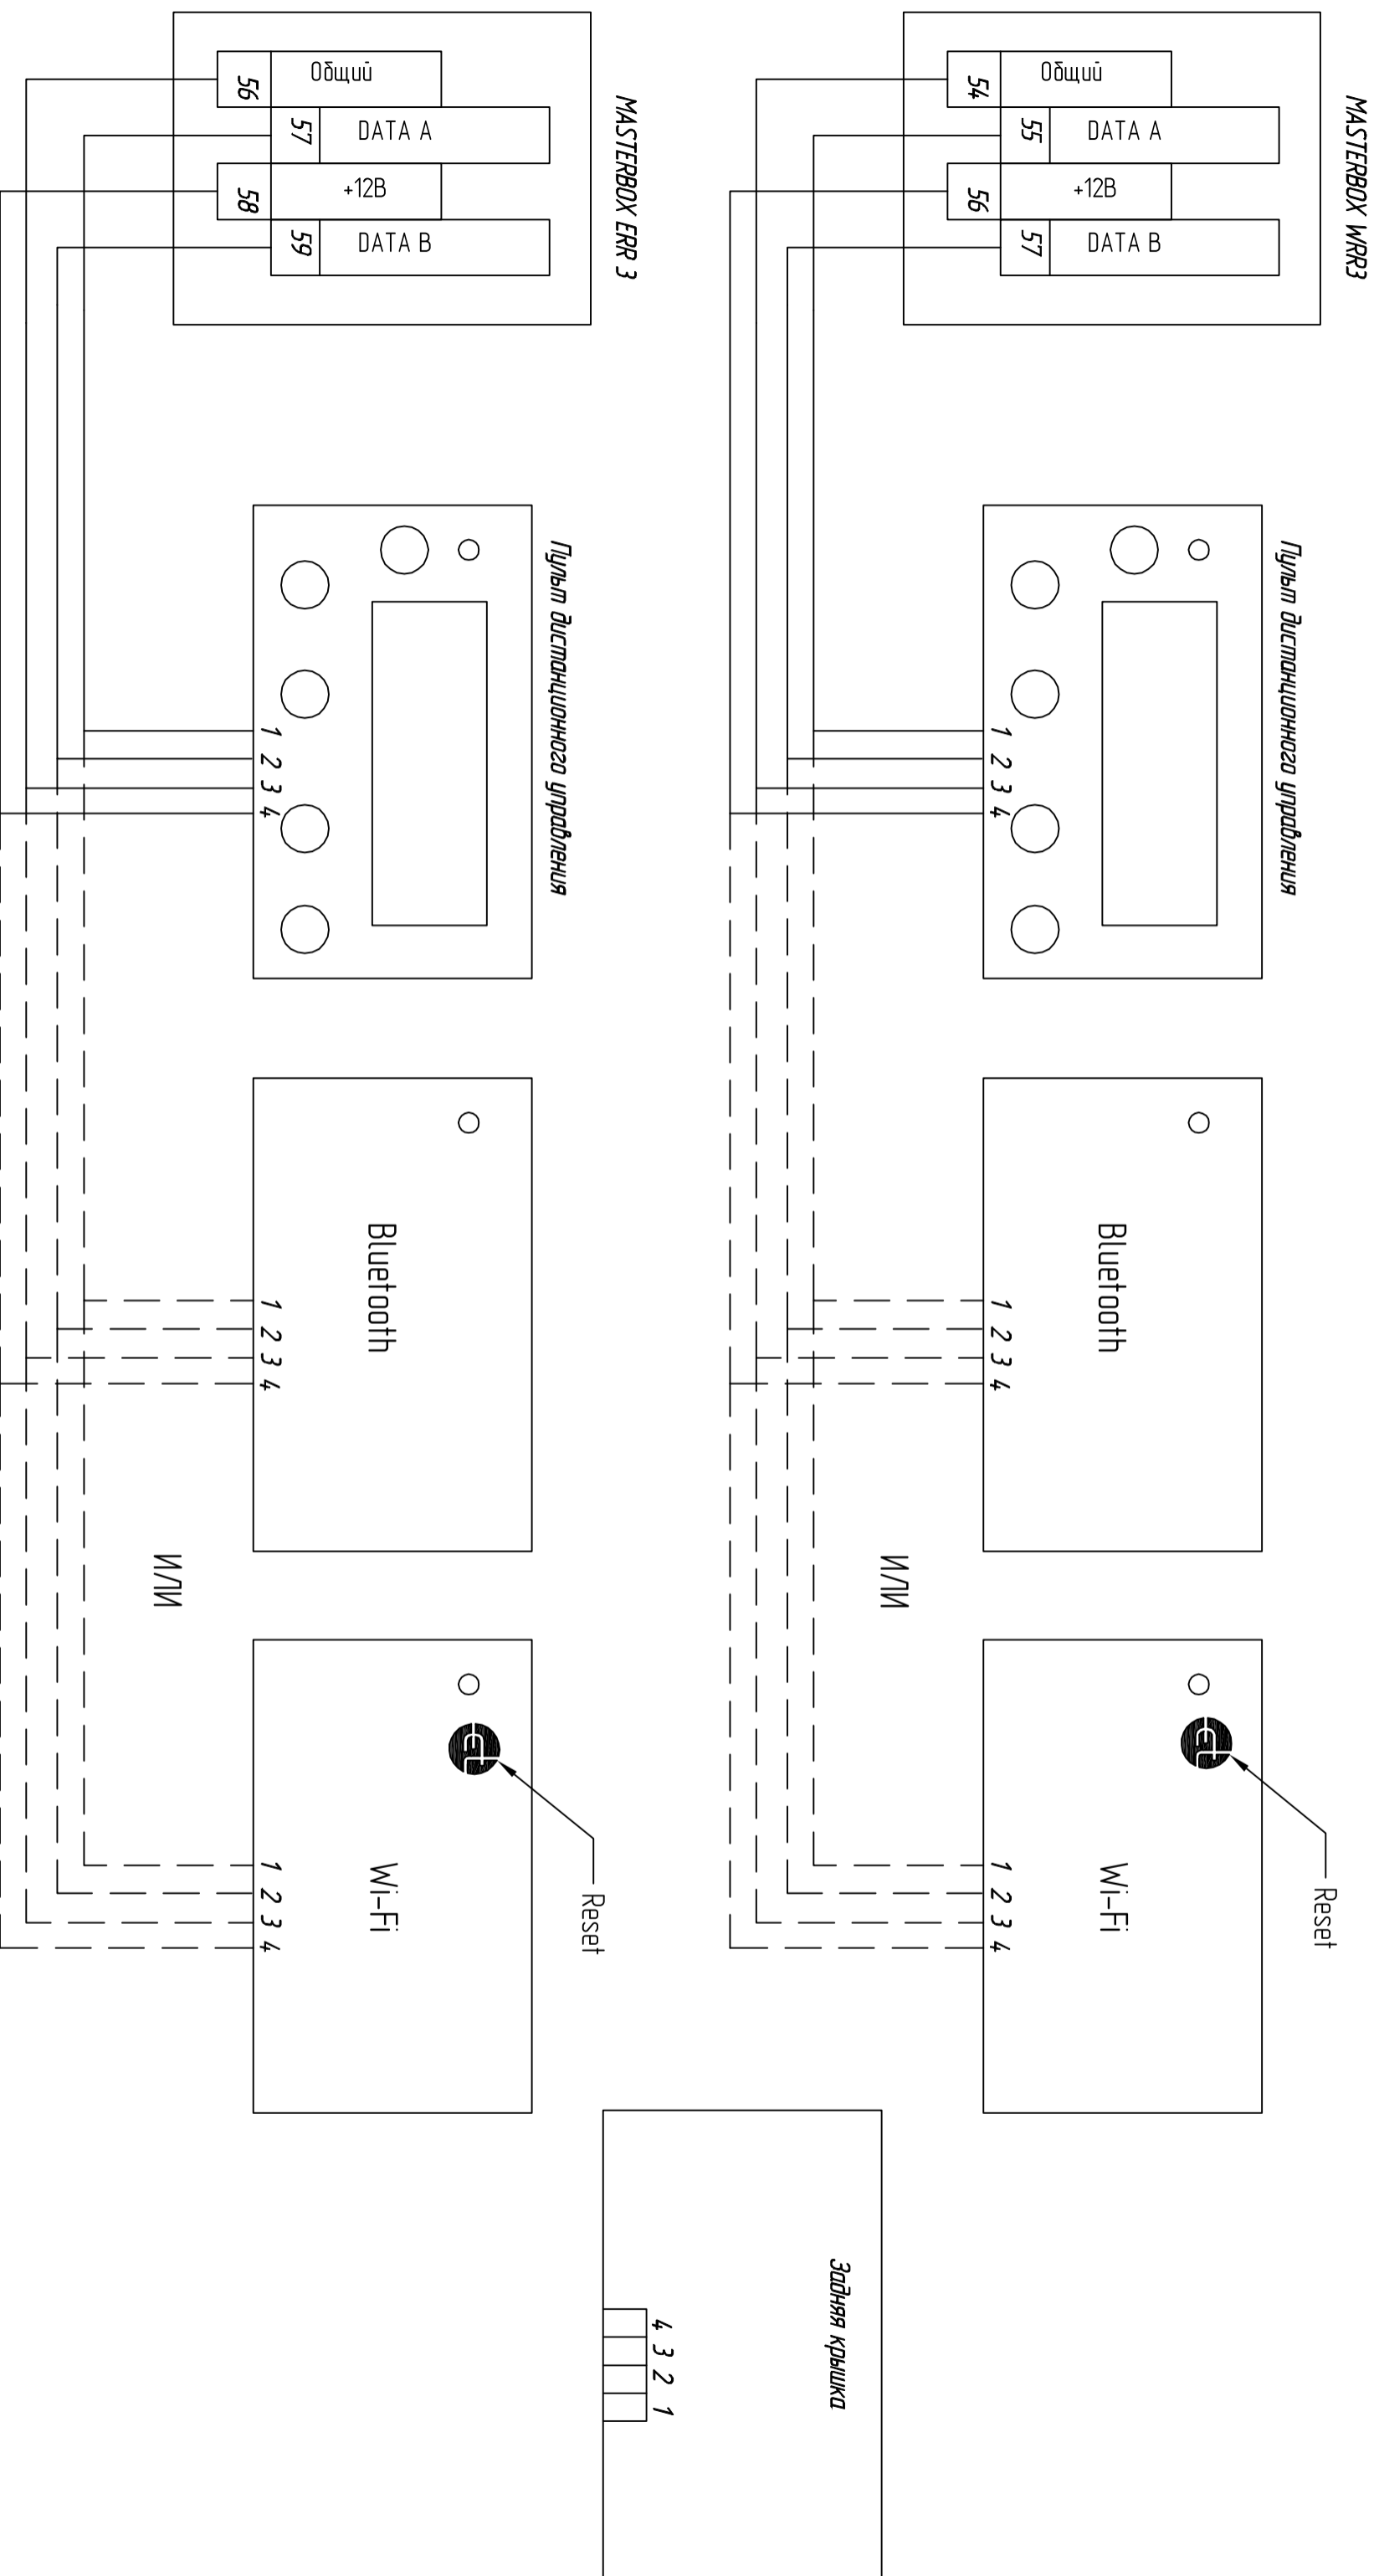 MASTERBOX WRR3
Общий
54
DATA A
55
+12В
56
DATA B
57
Пульт дистанционного управления
1 2 3 4
Bluetooth
1 2 3 4
ИЛИ
Wi-Fi
1 2 3 4
Reset
MASTERBOX ERR 3
Общий
56
DATA A
57
+12В
58
DATA B
59
Пульт дистанционного управления
1 2 3 4
Bluetooth
1 2 3 4
ИЛИ
Wi-Fi
1 2 3 4
Reset
Задняя крышка
4 3 2 1